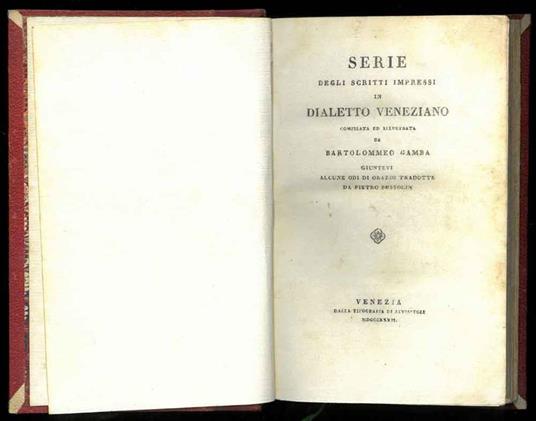 SERIE
DEGLI SCRITTI IMPRESSI
IN
DIALETTO VENEZIANO
COMPILATA ED ILLUSTRATA
DA
BARTOLOMMEO GAMBA
GIUNTEVI
ALCUNE ODI DI ORAZIO TRADOTTE
DA PIETRO BUSSOLIN
VENEZIA
DALLA TIPOGRAFIA DI ALVISOPOLI
MDCCCXXXII.